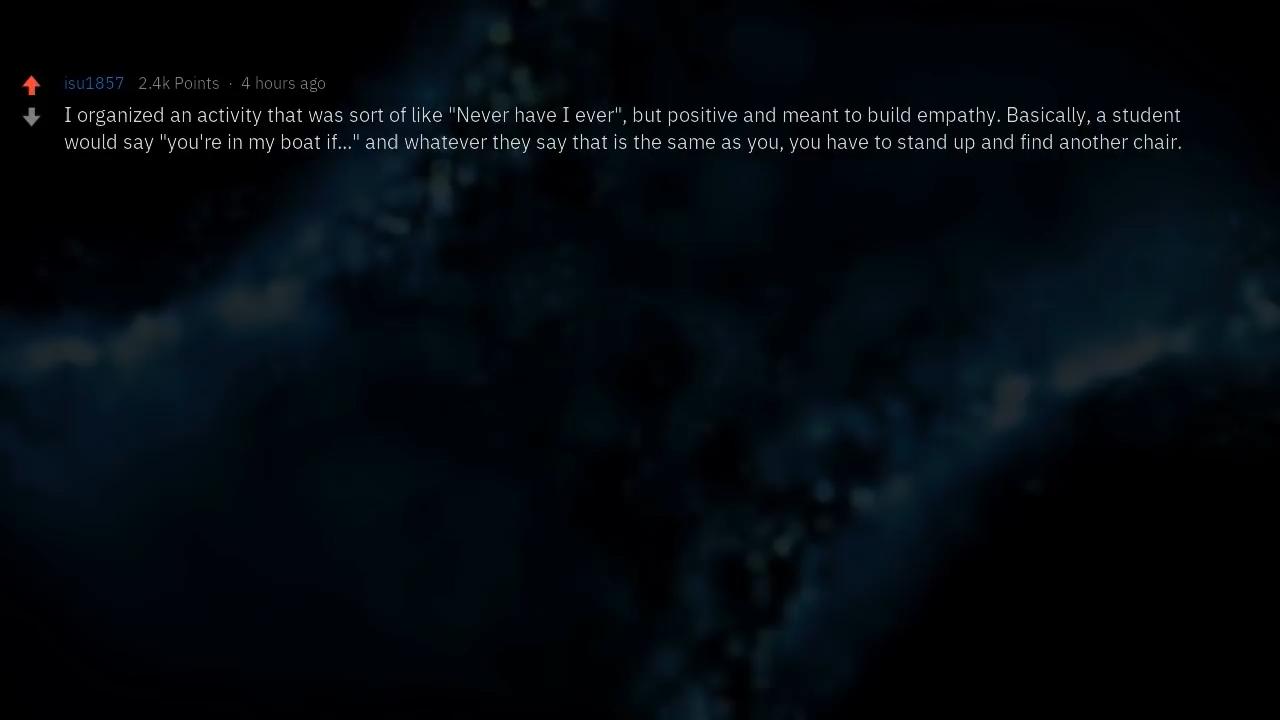 isu1857 2.4k Points · 4 hours ago
I organized an activity that was sort of like "Never have I ever", but positive and meant to build empathy. Basically, a student
would say "you're in my boat if..." and whatever they say that is the same as you, you have to stand up and find another chair.